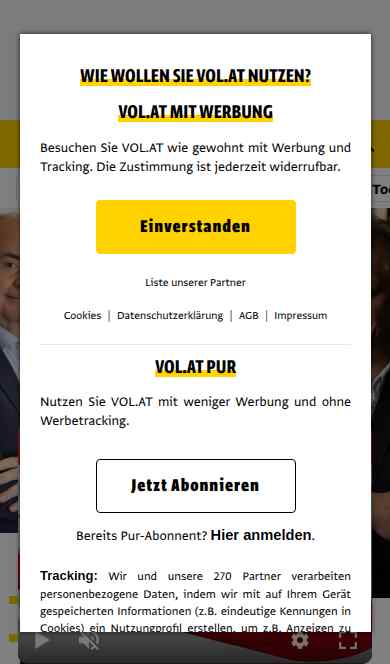 WIE WOLLEN SIE VOL.AT NUTZEN?
VOL.AT MIT WERBUNG
Besuchen Sie VOL.AT wie gewohnt mit Werbung und
Tracking. Die Zustimmung ist jederzeit widerrufbar.
Einverstanden
Liste unserer Partner
Cookies | Datenschutzerklärung | AGB | Impressum
VOL.AT PUR
Nutzen Sie VOL.AT mit weniger Werbung und ohne
Werbetracking.
Jetzt Abonnieren
Bereits Pur-Abonnent? Hier anmelden.
Tracking: Wir und unsere 270 Partner verarbeiten
personenbezogene Daten, indem wir mit auf Ihrem Gerät
gespeicherten Informationen (z.B. eindeutige Kennungen in
Cookies) ein Nutzungprofil erstellen, um z.B. Anzeigen zu